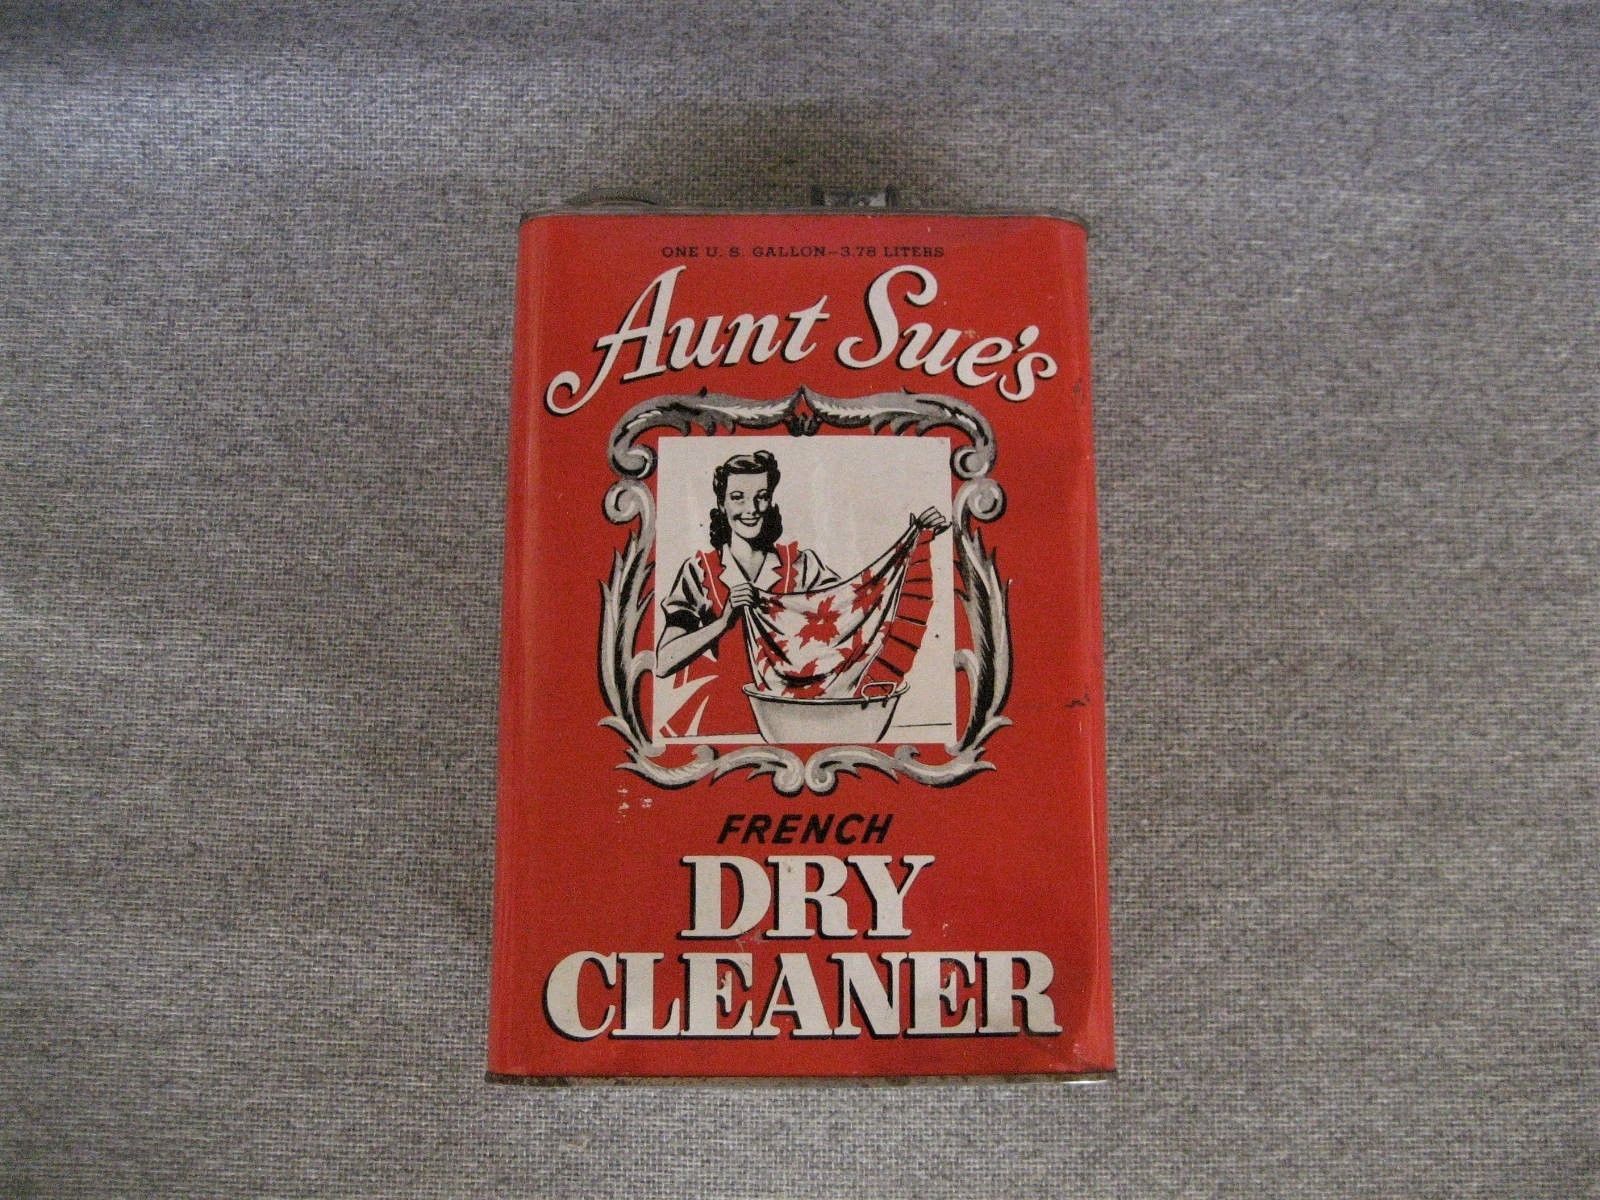 ONE U. S. GALLON—3.78 LITERS
Aunt Sue's
FRENCH
DRY
CLEANER